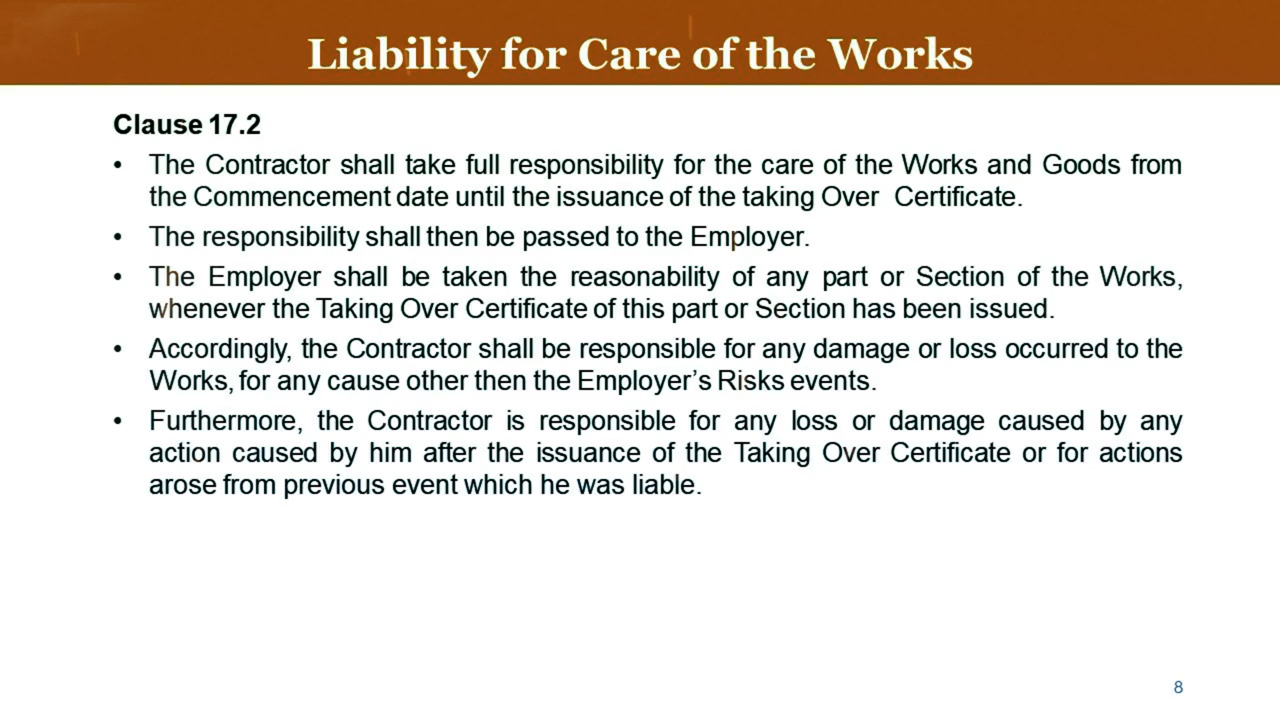 Liability for Care of the Works
Clause 17.2
• The Contractor shall take full responsibility for the care of the Works and Goods from
the Commencement date until the issuance of the taking Over Certificate.
• The responsibility shall then be passed to the Employer.
• The Employer shall be taken the reasonability of any part or Section of the Works,
whenever the Taking Over Certificate of this part or Section has been issued.
• Accordingly, the Contractor shall be responsible for any damage or loss occurred to the
Works, for any cause other then the Employer’s Risks events.
• Furthermore, the Contractor is responsible for any loss or damage caused by any
action caused by him after the issuance of the Taking Over Certificate or for actions
arose from previous event which he was liable.
8